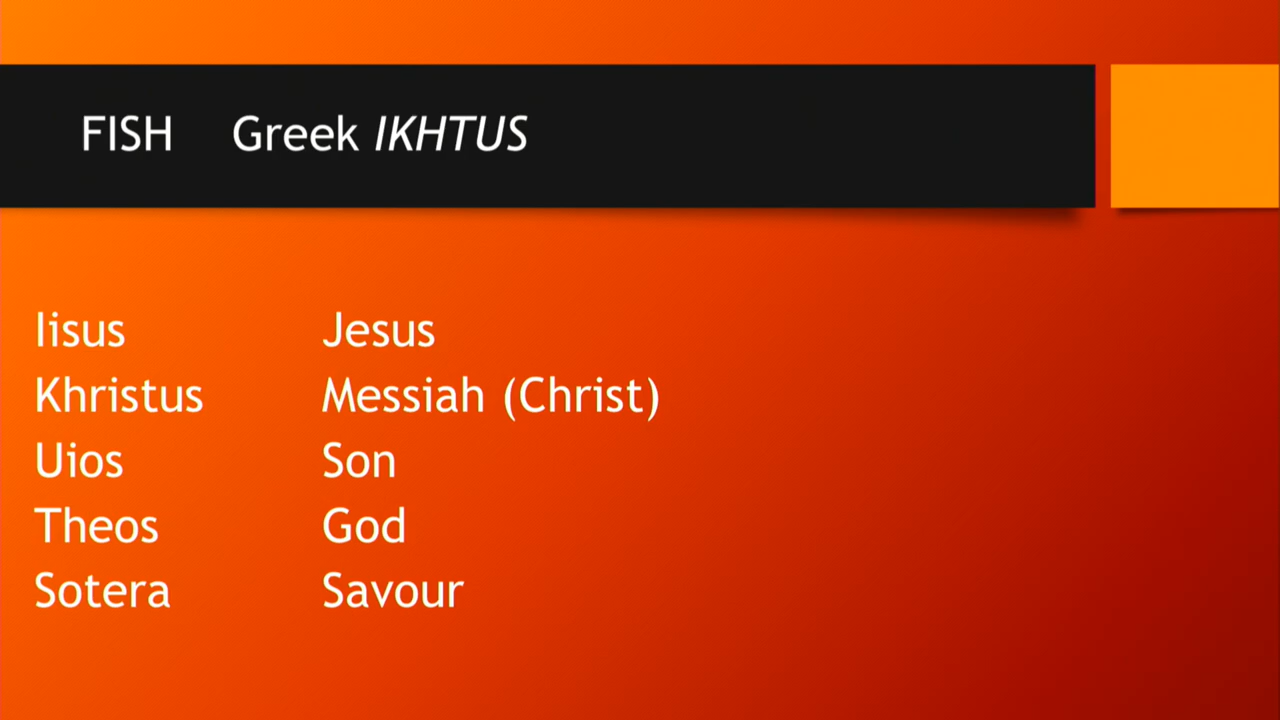 FISH Greek IKHTUS
Iisus Jesus
Khristus Messiah (Christ)
Uios Son
Theos God
Sotera Savour